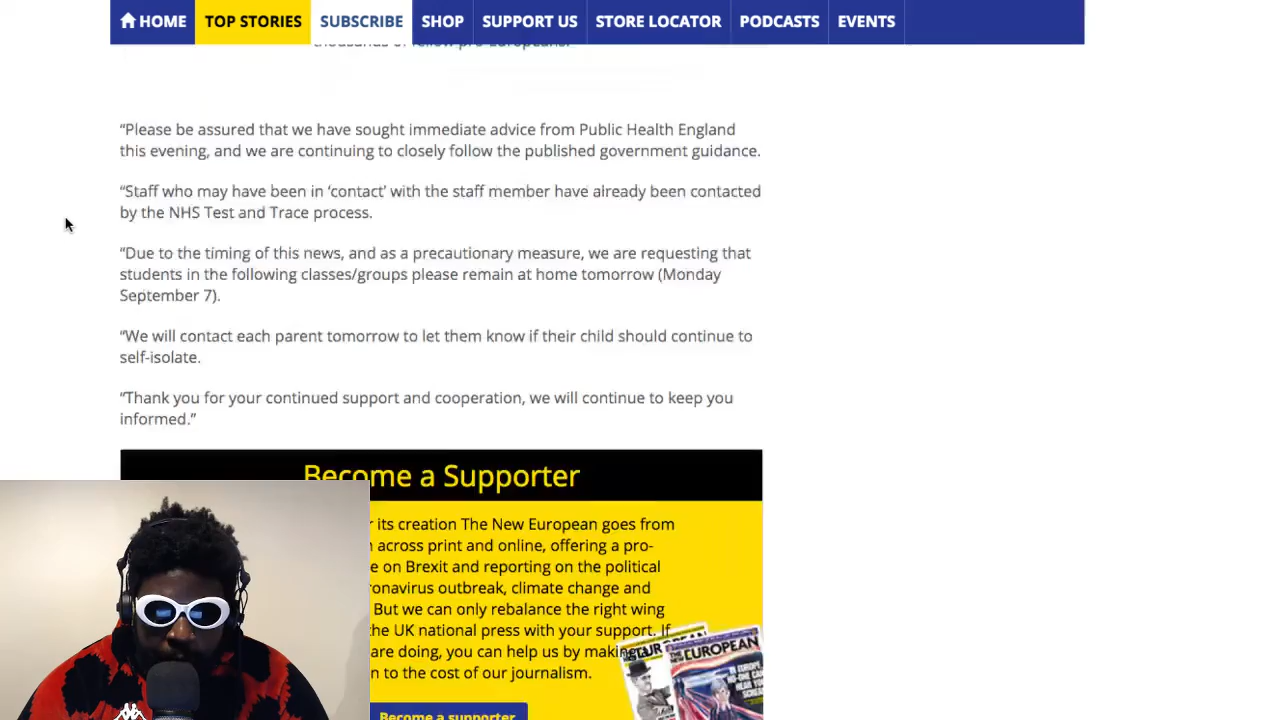 HOME TOP STORIES SUBSCRIBE SHOP SUPPORT US STORE LOCATOR PODCASTS EVENTS
thousands of fellow pro-Europeans.
“Please be assured that we have sought immediate advice from Public Health England
this evening, and we are continuing to closely follow the published government guidance.
“Staff who may have been in ‘contact’ with the staff member have already been contacted
by the NHS Test and Trace process.
“Due to the timing of this news, and as a precautionary measure, we are requesting that
students in the following classes/groups please remain at home tomorrow (Monday
September 7).
“We will contact each parent tomorrow to let them know if their child should continue to
self-isolate.
“Thank you for your continued support and cooperation, we will continue to keep you
informed.”
Become a Supporter
its creation The New European goes from
across print and online, offering a pro-
on Brexit and reporting on the political
outbreak, climate change and
But we can only rebalance the right wing
the UK national press with your support. If
are doing, you can help us by making
to the cost of our journalism.
EUROPEAN
Become a supporter